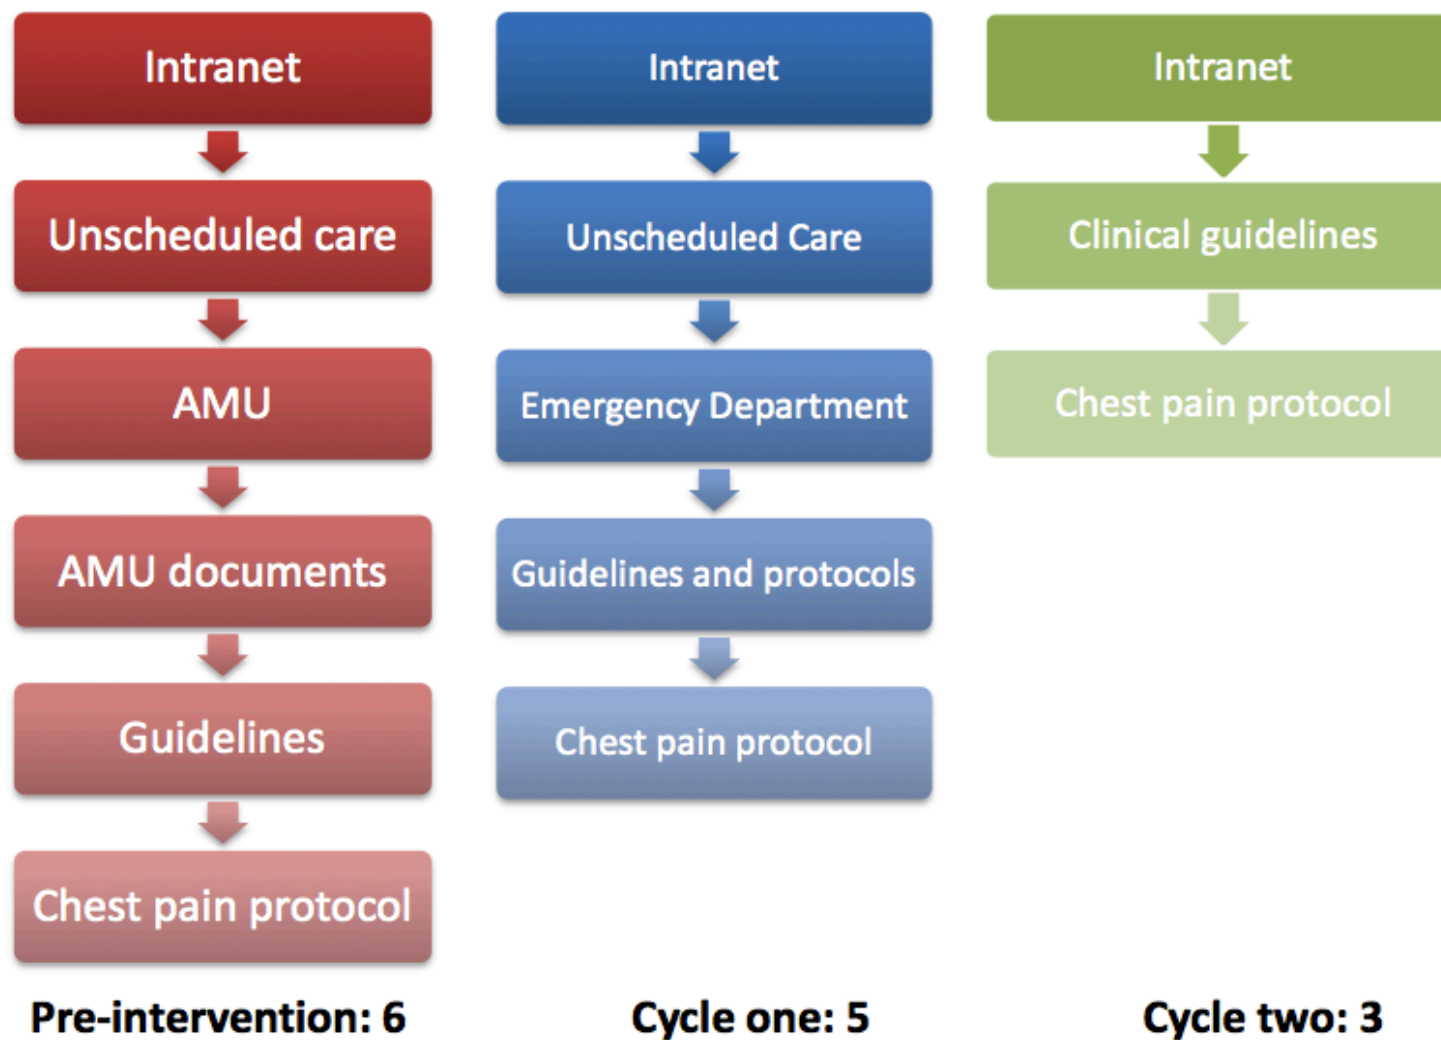 Intranet
Unscheduled care
AMU
AMU documents
Guidelines
Chest pain protocol
Pre-intervention: 6
Intranet
Unscheduled Care
Emergency Department
Guidelines and protocols
Chest pain protocol
Cycle one: 5
Intranet
Clinical guidelines
Chest pain protocol
Cycle two: 3